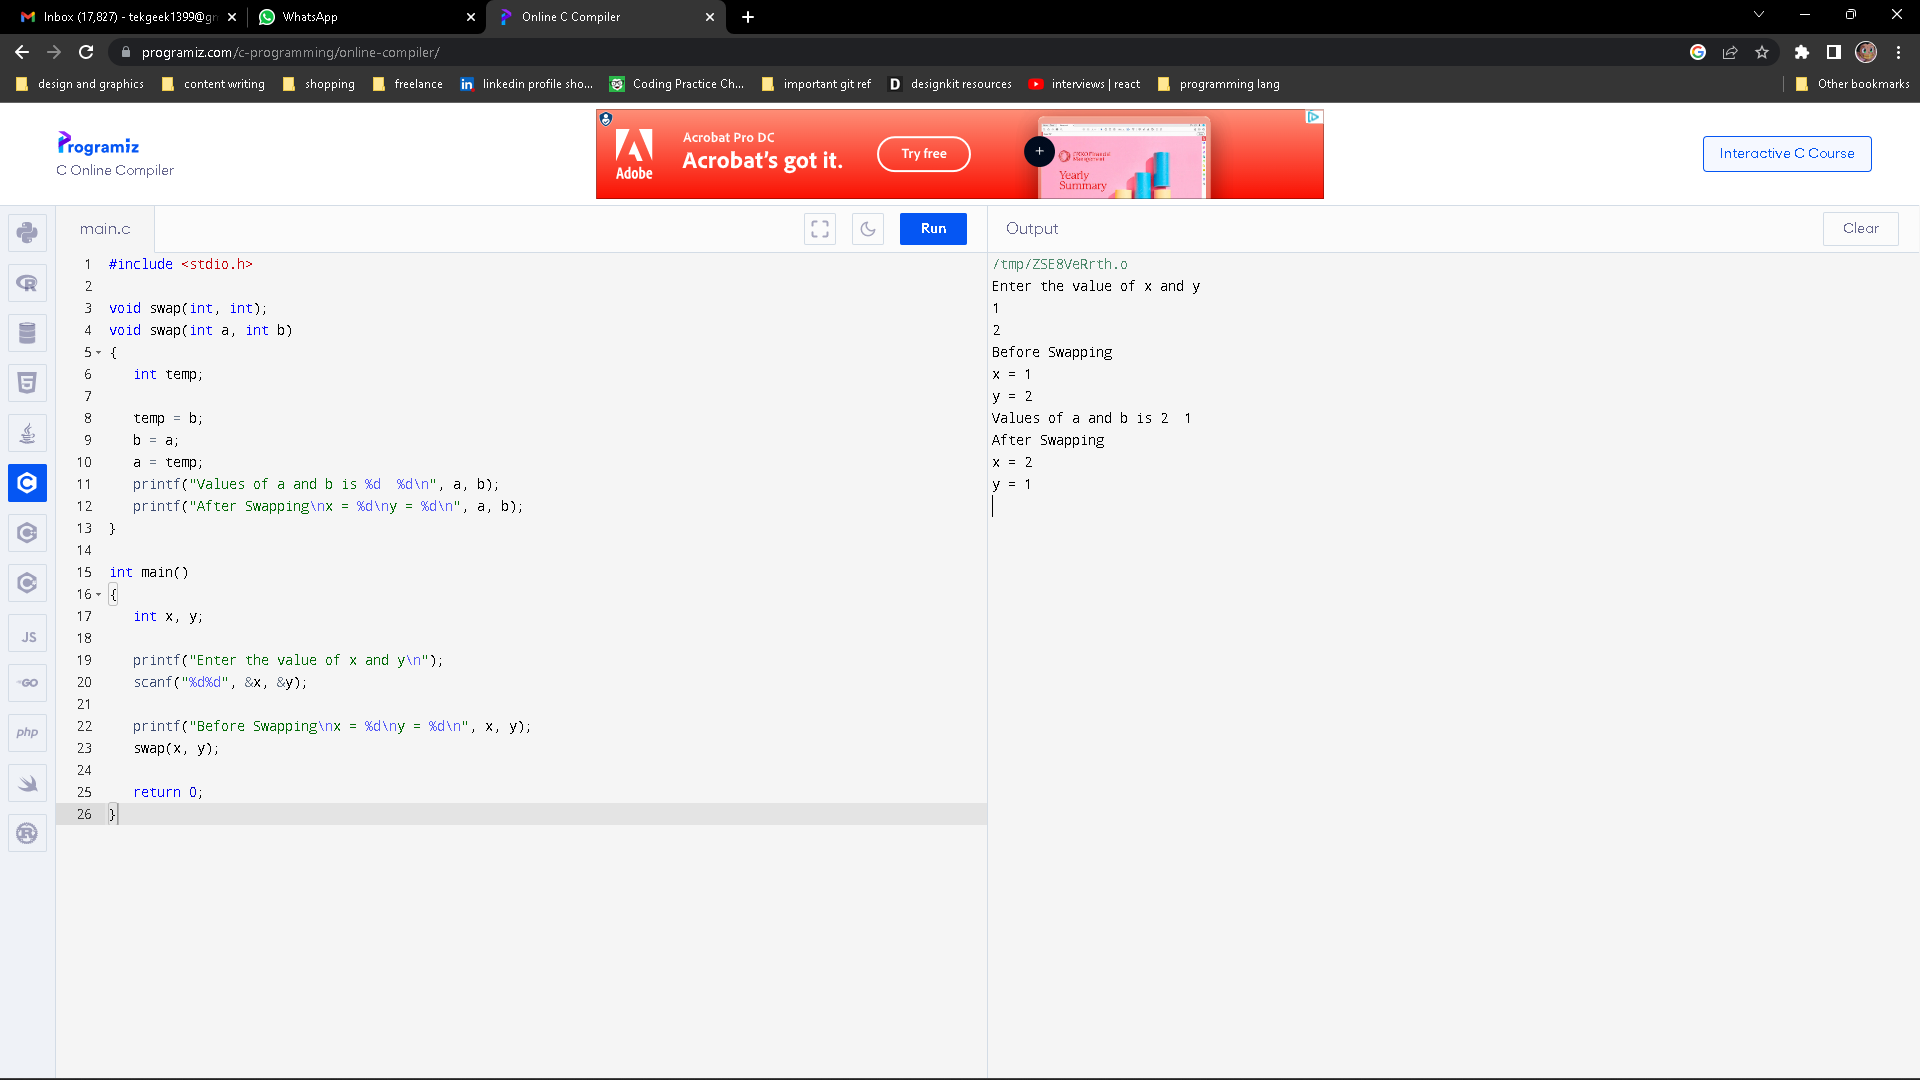 Inbox (17,827) - tekgeek1399@gm
WhatsApp
Online C Compiler
programiz.com/c-programming/online-compiler/
design and graphics
content writing
shopping
freelance
linkedin profile sho...
Coding Practice Ch...
important git ref
designkit resources
interviews | react
programming lang
Other bookmarks
Programiz
C Online Compiler
Adobe
Acrobat Pro DC
Acrobat's got it.
Try free
Yearly
Summary
Interactive C Course
main.c
Run
Output
Clear
1 #include <stdio.h>
2
3 void swap(int, int);
4 void swap(int a, int b)
5 {
6 int temp;
7
8 temp = b;
9 b = a;
10 a = temp;
11 printf("Values of a and b is %d  %d\n", a, b);
12 printf("After Swapping\nx = %d\ny = %d\n", a, b);
13 }
14
15 int main()
16 {
17 int x, y;
18
19 printf("Enter the value of x and y\n");
20 scanf("%d%d", &x, &y);
21
22 printf("Before Swapping\nx = %d\ny = %d\n", x, y);
23 swap(x, y);
24
25 return 0;
26 }
JS
GO
php
/tmp/ZSE8VeRrth.o
Enter the value of x and y
1
2
Before Swapping
x = 1
y = 2
Values of a and b is 2  1
After Swapping
x = 2
y = 1